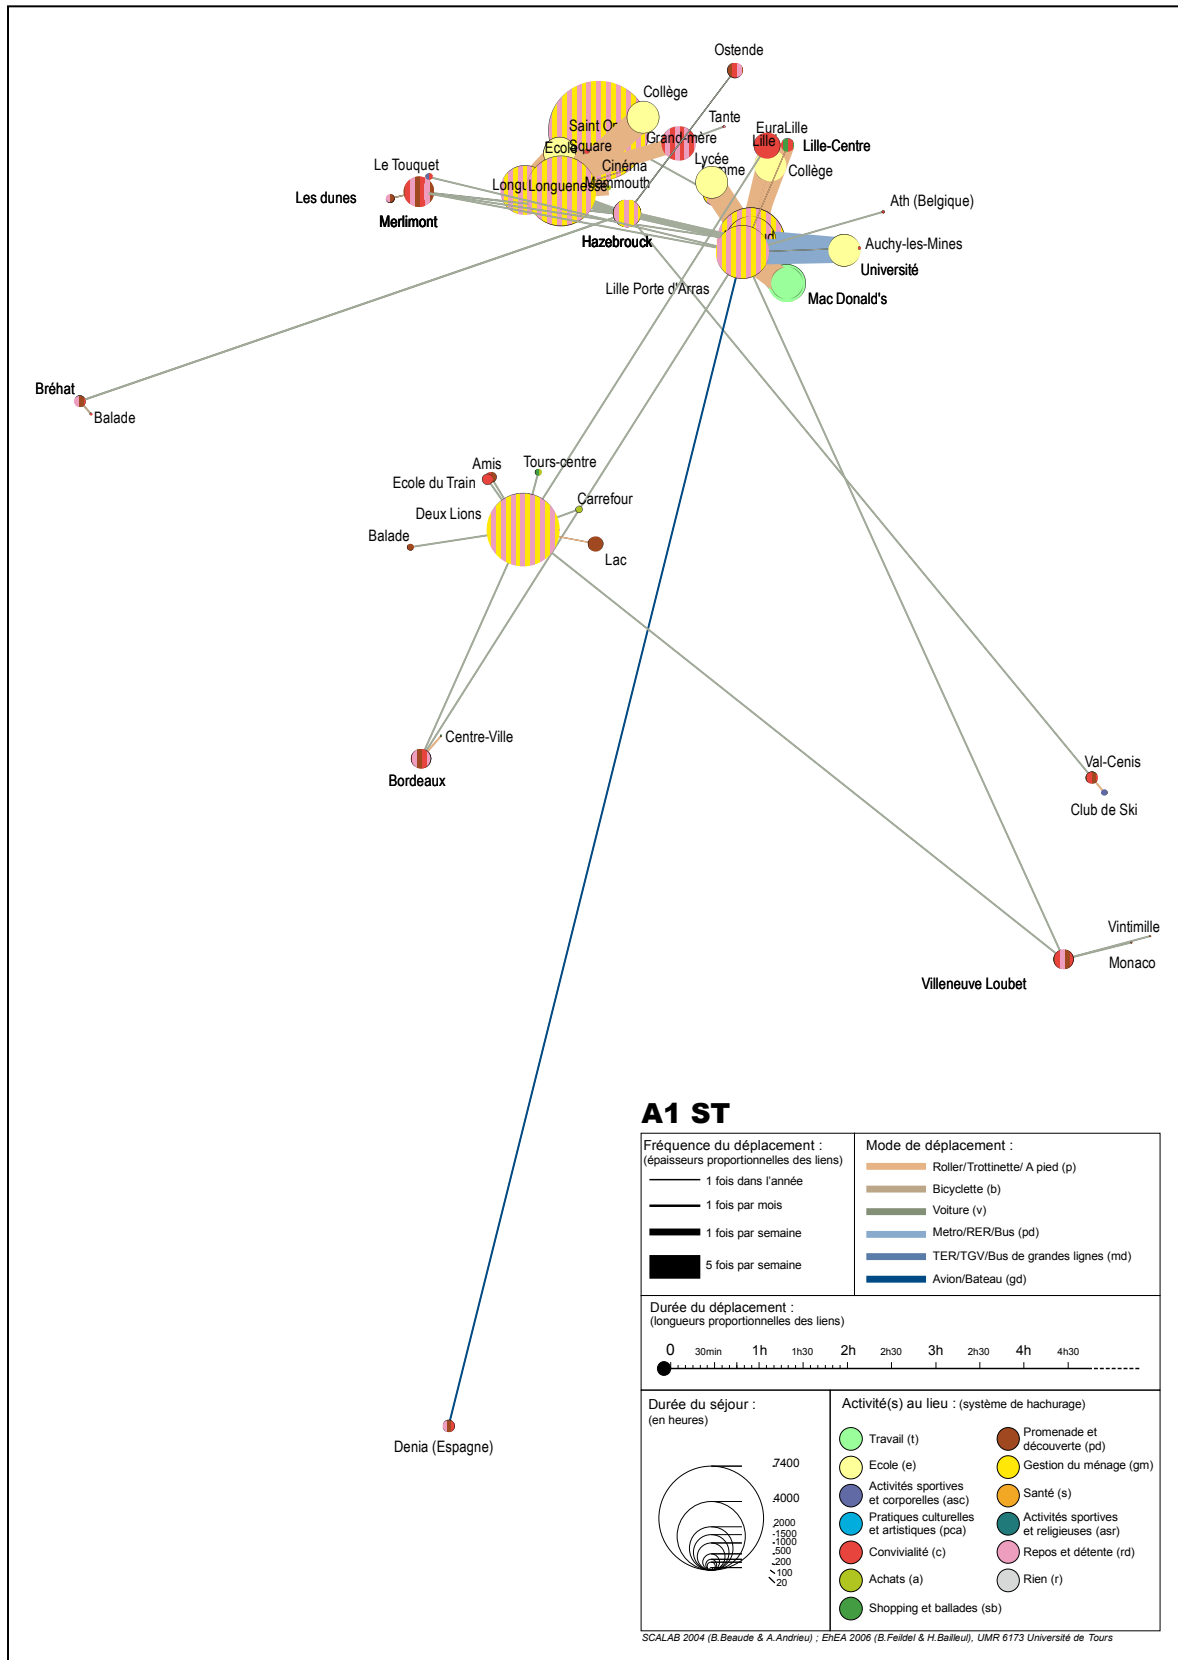 Ostende
Collège
Tante
Saint O
EuraLille
Lille
Lille-Centre
Grand-mère
Square
Ecole
Cinéma
Lycée
Collège
Le Touquet
Mammouth
Longuenesse
Les dunes
Merlimont
Ath (Belgique)
Hazebrouck
Auchy-les-Mines
Université
Lille Porte d'Arras
Mac Donald's
Bréhat
Balade
Amis
Tours-centre
Ecole du Train
Carrefour
Deux Lions
Balade
Lac
Centre-Ville
Bordeaux
Val-Cenis
Club de Ski
Vintimille
Monaco
Villeneuve Loubet
Denia (Espagne)
A1 ST
Fréquence du déplacement :
(épaisseurs proportionnelles des liens)
1 fois dans l'année
1 fois par mois
1 fois par semaine
5 fois par semaine
Mode de déplacement :
Roller/Trottinette/ A pied (p)
Bicyclette (b)
Voiture (v)
Metro/RER/Bus (pd)
TER/TGV/Bus de grandes lignes (md)
Avion/Bateau (gd)
Durée du déplacement :
(longueurs proportionnelles des liens)
0 30min 1h 1h30 2h 2h30 3h 2h30 4h 4h30
Durée du séjour :
(en heures)
7400
4000
2000
1500
1000
500
200
100
20
Activité(s) au lieu : (système de hachurage)
Travail (t)
Ecole (e)
Activités sportives
et corporelles (asc)
Pratiques culturelles
et artistiques (pca)
Convivialité (c)
Achats (a)
Shopping et ballades (sb)
Promenade et
découverte (pd)
Gestion du ménage (gm)
Santé (s)
Activités sportives
et religieuses (asr)
Repos et détente (rd)
Rien (r)
SCALAB 2004 (B.Beaude & A.Andrieu) ; EhEA 2006 (B.Feildel & H.Bailleul), UMR 6173 Université de Tours